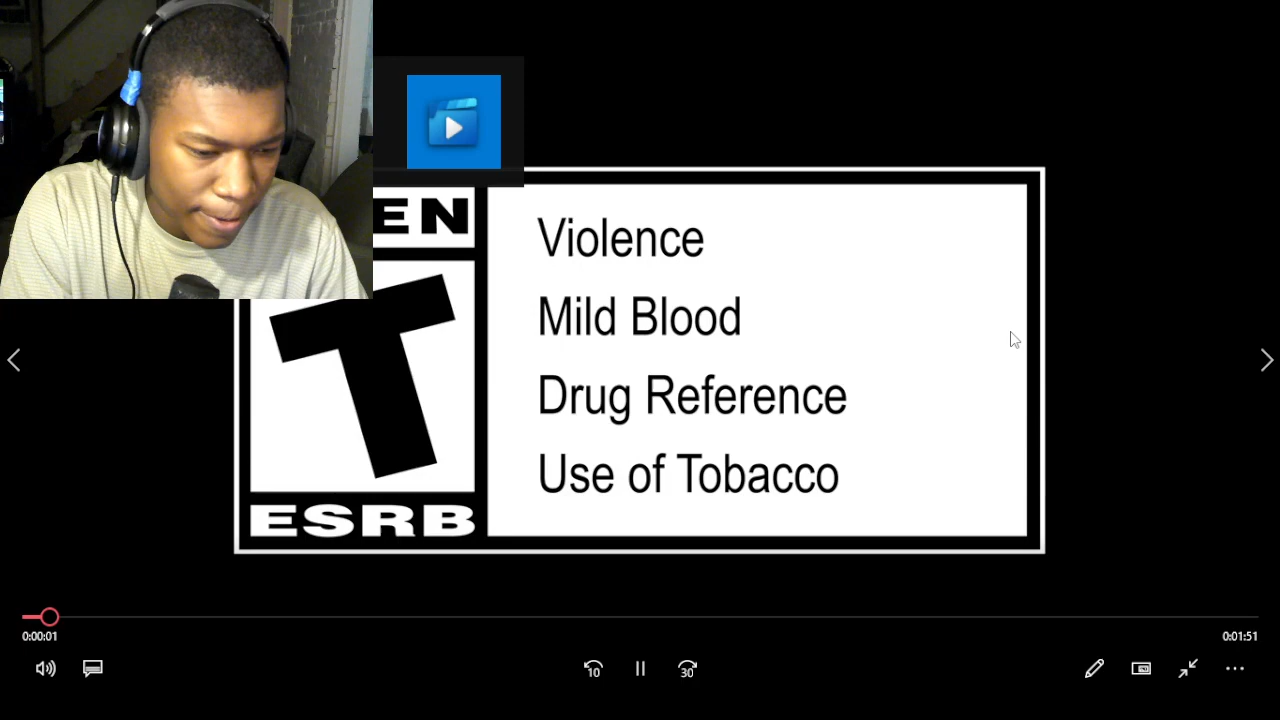 EN
Violence
Mild Blood
Drug Reference
Use of Tobacco
T
ESRB
0:00:01
0:01:51
10
30